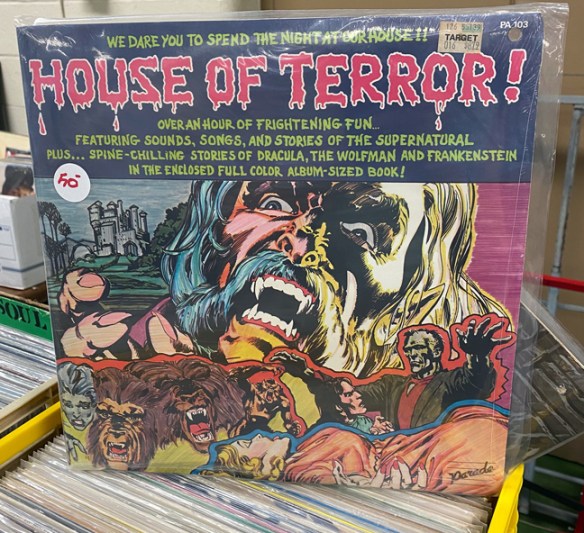 WE DARE YOU TO SPEND THE NIGHT AT OUR HOUSE!!
TARGET
PA 103
HOUSE OF TERROR!
OVER AN HOUR OF FRIGHTENING FUN...
FEATURING SOUNDS, SONGS, AND STORIES OF THE SUPERNATURAL
PLUS... SPINE-CHILLING STORIES OF DRACULA, THE WOLFMAN AND FRANKENSTEIN
IN THE ENCLOSED FULL COLOR ALBUM-SIZED BOOK!
50-
SOUL
Parade